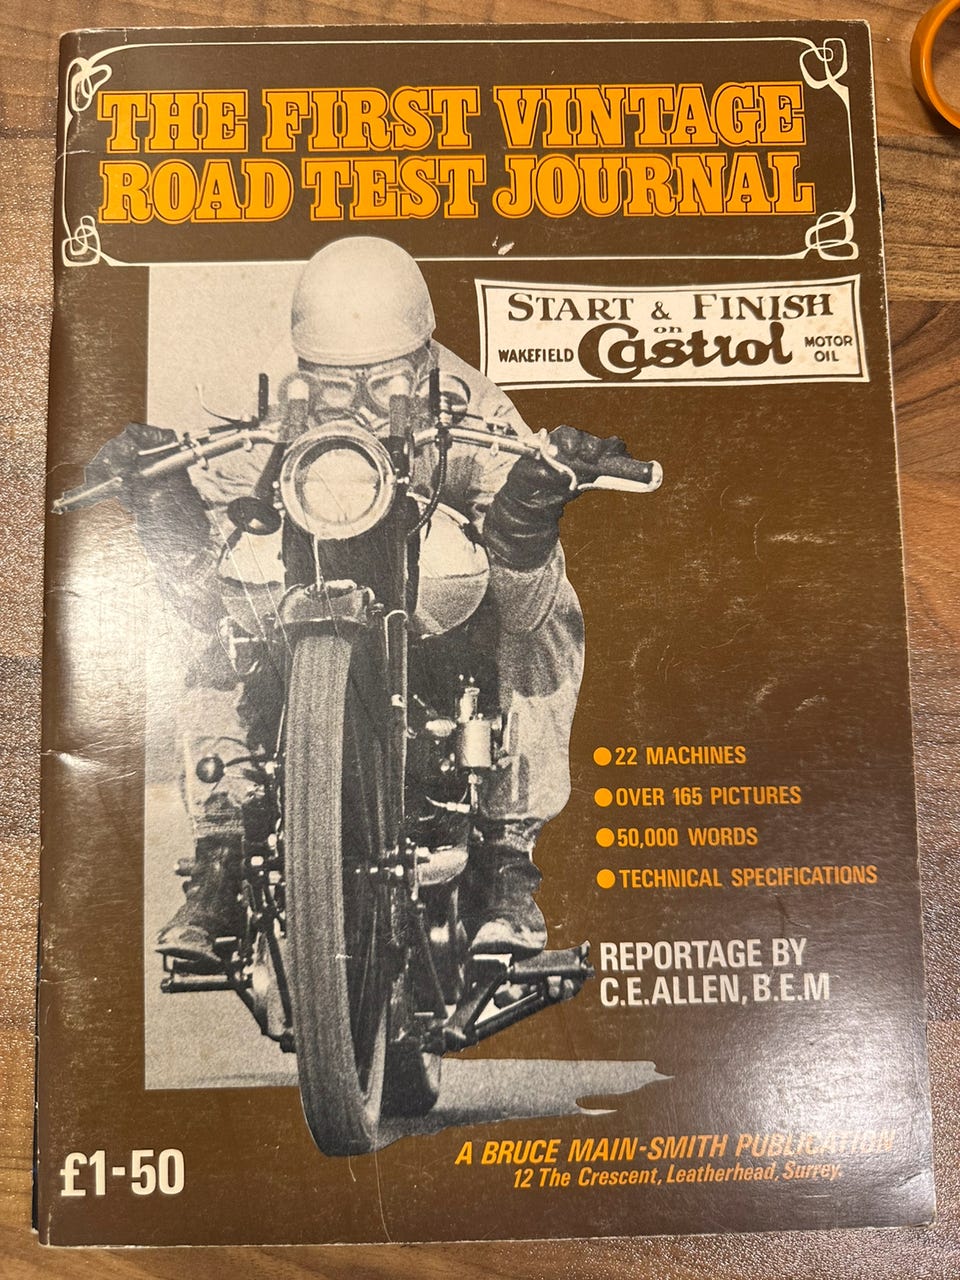 THE FIRST VINTAGE
ROAD TEST JOURNAL
START & FINISH
on
WAKEFIELD Castrol MOTOR OIL
22 MACHINES
OVER 165 PICTURES
50,000 WORDS
TECHNICAL SPECIFICATIONS
REPORTAGE BY
C.E.ALLEN, B.E.M
A BRUCE MAIN-SMITH PUBLICATION
12 The Crescent, Leatherhead, Surrey.
£1-50